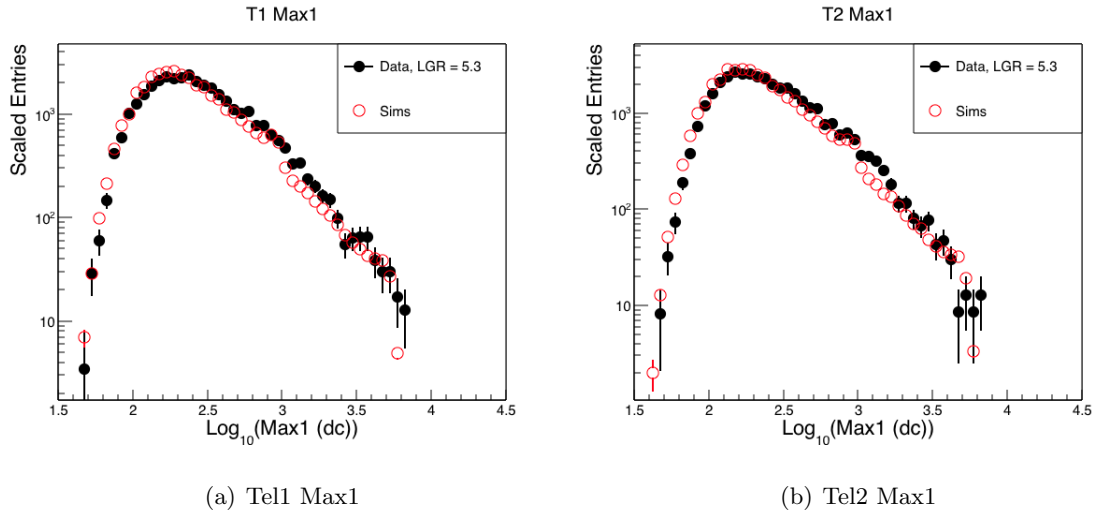 T1 Max1
Scaled Entries
10³
10²
10
Data, LGR = 5.3
Sims
1.5 2 2.5 3 3.5 4 4.5
Log₁₀(Max1 (dc))
(a) Tel1 Max1
T2 Max1
Scaled Entries
10³
10²
10
Data, LGR = 5.3
Sims
1.5 2 2.5 3 3.5 4 4.5
Log₁₀(Max1 (dc))
(b) Tel2 Max1